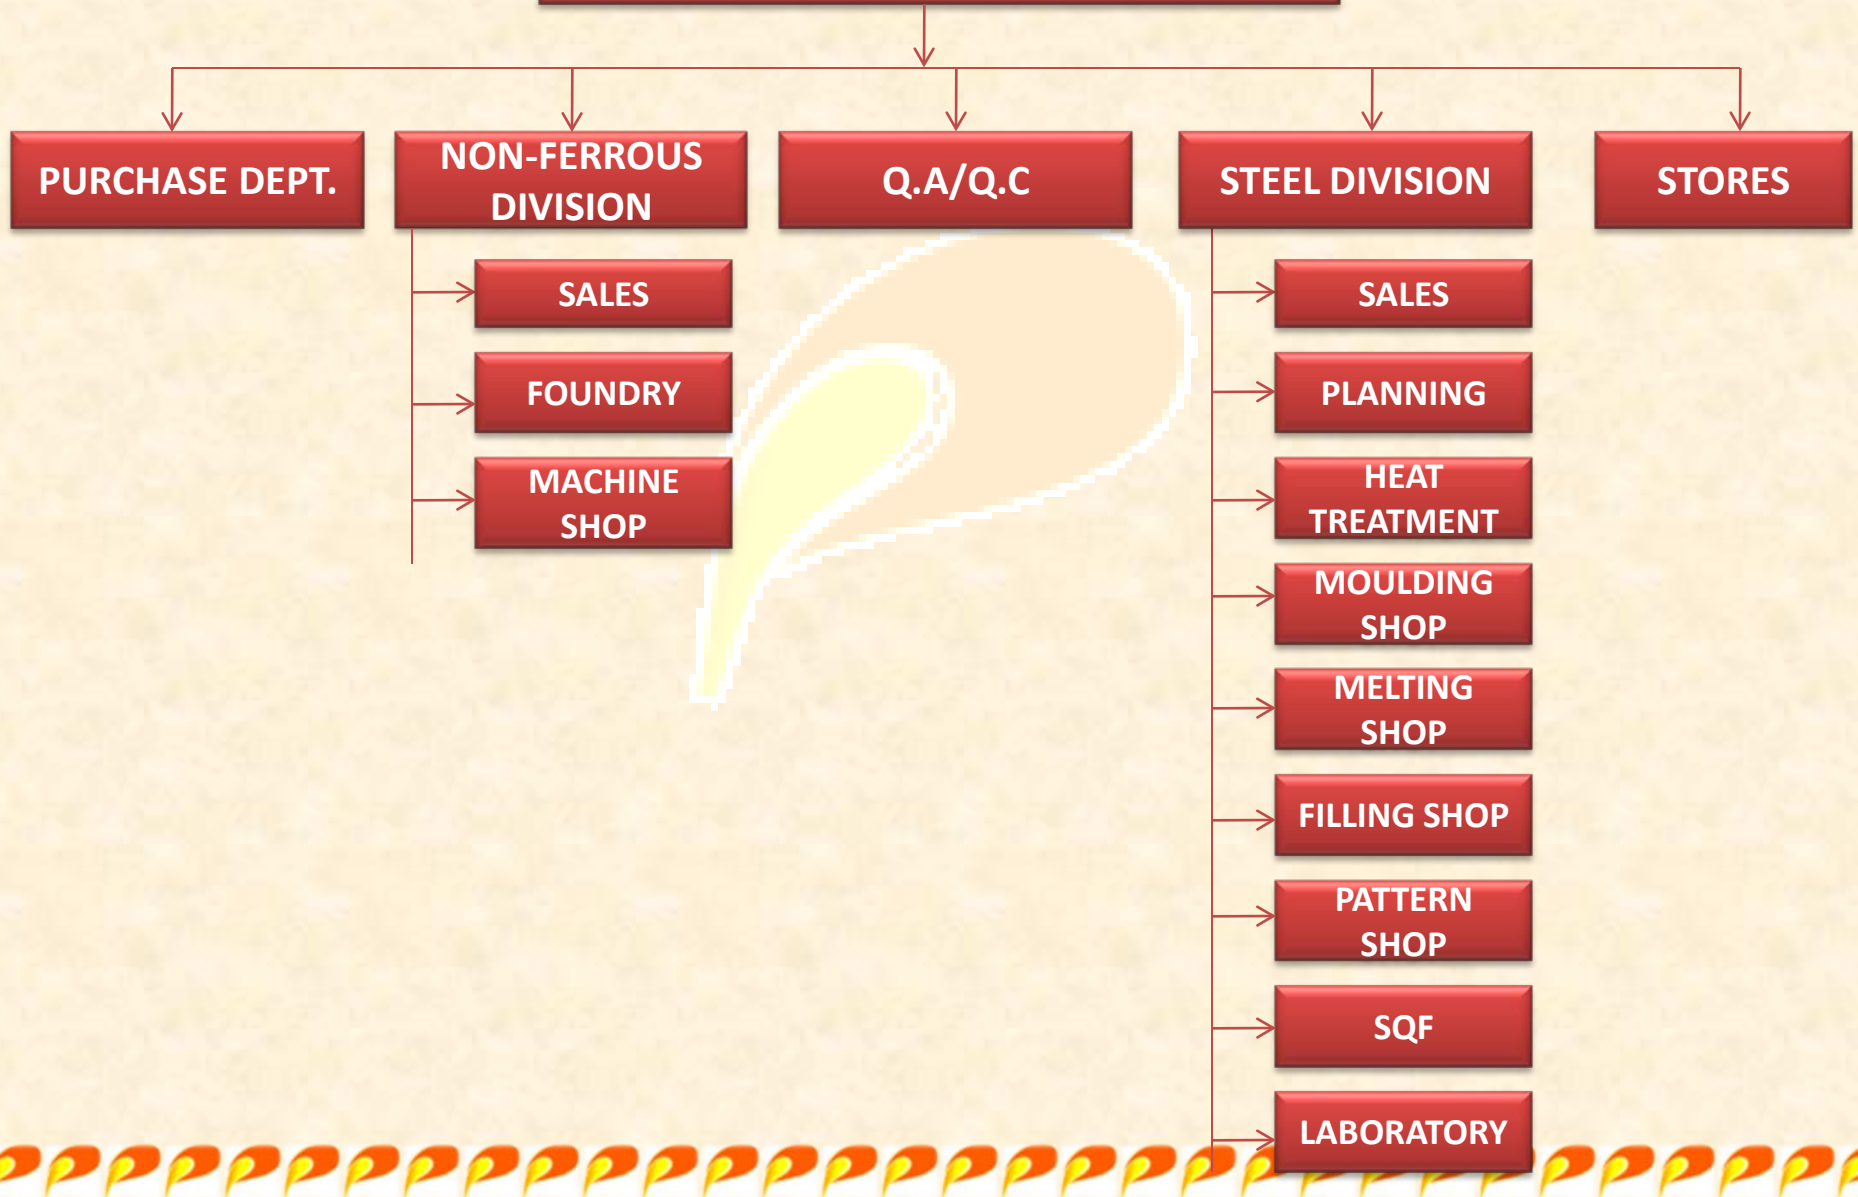 PURCHASE DEPT.
NON-FERROUS
DIVISION
Q.A/Q.C
STEEL DIVISION
STORES
SALES
FOUNDRY
MACHINE
SHOP
SALES
PLANNING
HEAT
TREATMENT
MOULDING
SHOP
MELTING
SHOP
FILLING SHOP
PATTERN
SHOP
SQF
LABORATORY